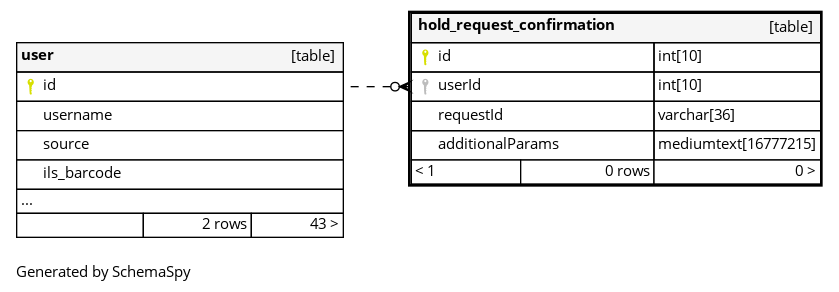 user [table]
id
username
source
ils_barcode
...
2 rows 43 >
hold_request_confirmation [table]
id int[10]
userId int[10]
requestId varchar[36]
additionalParams mediumtext[16777215]
< 1 0 rows 0 >
Generated by SchemaSpy